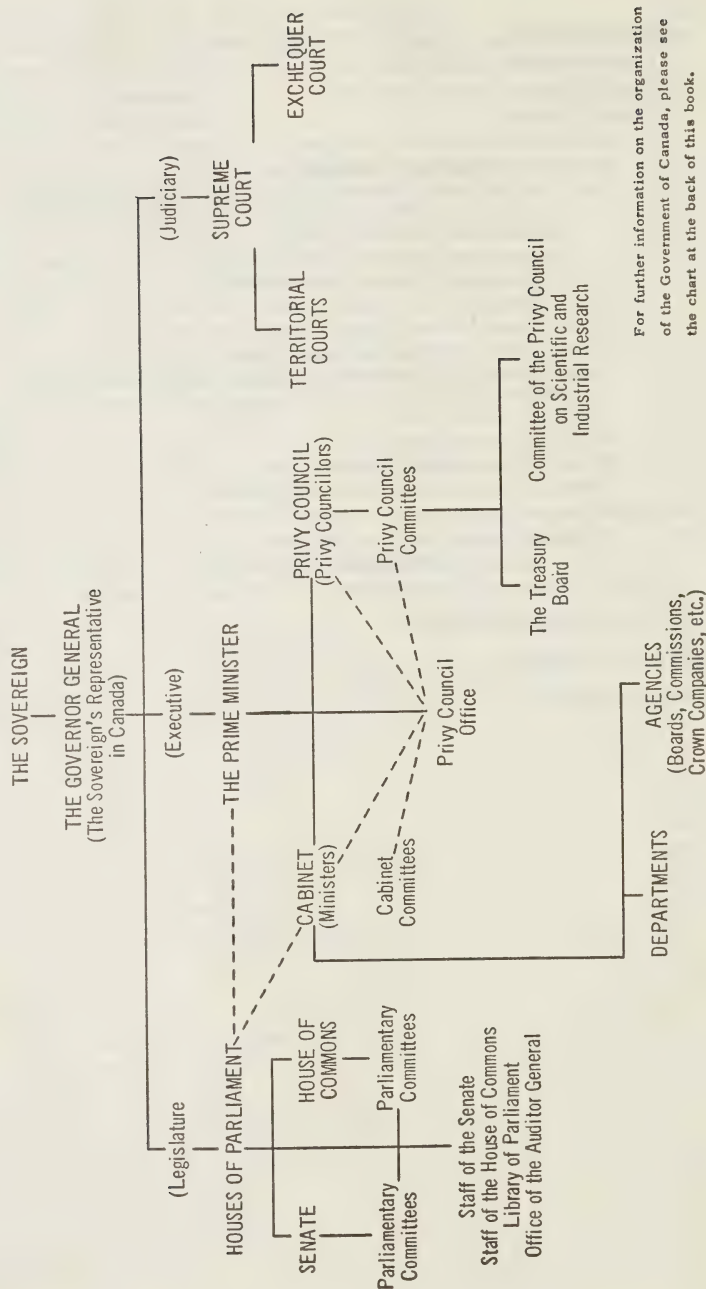 THE SOVEREIGN
THE GOVERNOR GENERAL
(The Sovereign's Representative
in Canada)
(Legislature)
(Executive)
(Judiciary)
HOUSES OF PARLIAMENT
THE PRIME MINISTER
SUPREME
COURT
SENATE
HOUSE OF
COMMONS
CABINET
(Ministers)
PRIVY COUNCIL
(Privy Councillors)
TERRITORIAL
COURTS
EXCHEQUER
COURT
Parliamentary
Committees
Parliamentary
Committees
Cabinet
Committees
Privy Council
Committees
Privy Council
Office
Staff of the Senate
Staff of the House of Commons
Library of Parliament
Office of the Auditor General
The Treasury
Board
Committee of the Privy Council
on Scientific and
Industrial Research
DEPARTMENTS
AGENCIES
(Boards, Commissions,
Crown Companies, etc.)
For further information on the organization
of the Government of Canada, please see
the chart at the back of this book.